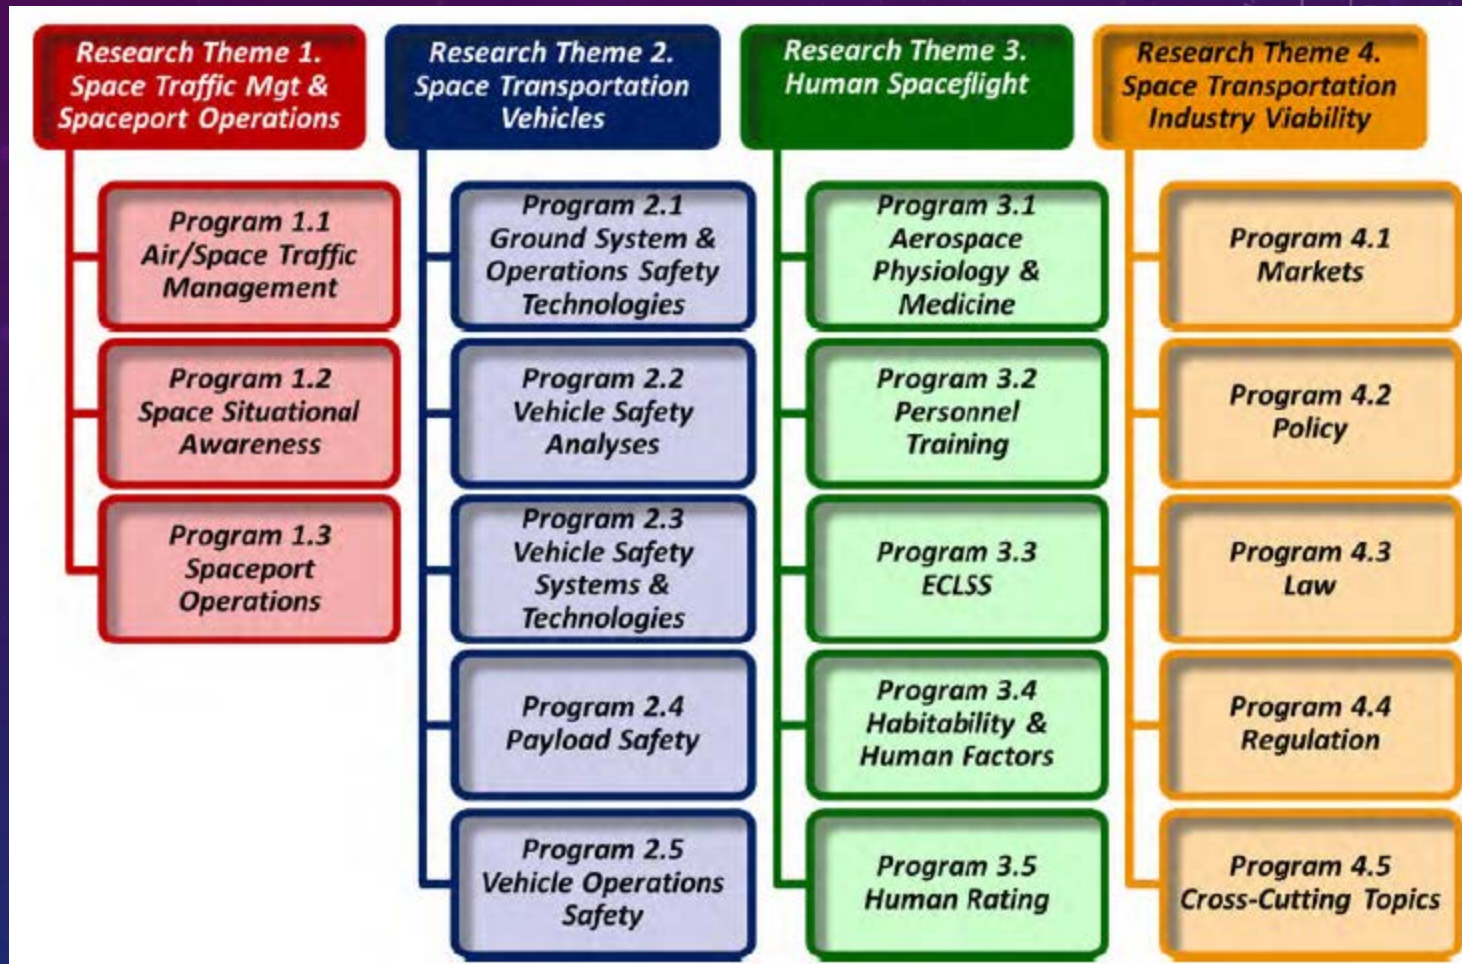 Research Theme 1.
Space Traffic Mgt &
Spaceport Operations
Program 1.1
Air/Space Traffic
Management
Program 1.2
Space Situational
Awareness
Program 1.3
Spaceport
Operations
Research Theme 2.
Space Transportation
Vehicles
Program 2.1
Ground System &
Operations Safety
Technologies
Program 2.2
Vehicle Safety
Analyses
Program 2.3
Vehicle Safety
Systems &
Technologies
Program 2.4
Payload Safety
Program 2.5
Vehicle Operations
Safety
Research Theme 3.
Human Spaceflight
Program 3.1
Aerospace
Physiology &
Medicine
Program 3.2
Personnel
Training
Program 3.3
ECLSS
Program 3.4
Habitability &
Human Factors
Program 3.5
Human Rating
Research Theme 4.
Space Transportation
Industry Viability
Program 4.1
Markets
Program 4.2
Policy
Program 4.3
Law
Program 4.4
Regulation
Program 4.5
Cross-Cutting Topics